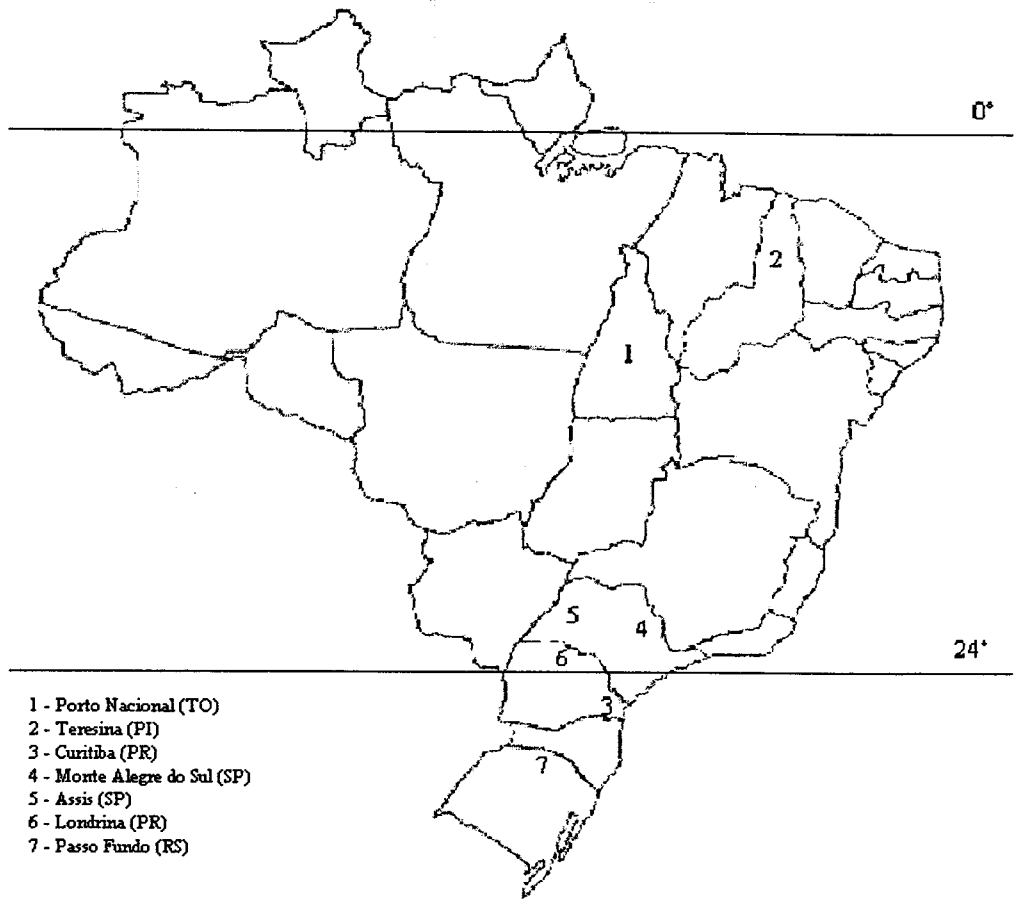 0°
2
1
5
4
6
24°
3
7
1 - Porto Nacional (TO)
2 - Teresina (PI)
3 - Curitiba (PR)
4 - Monte Alegre do Sul (SP)
5 - Assis (SP)
6 - Londrina (PR)
7 - Passo Fundo (RS)